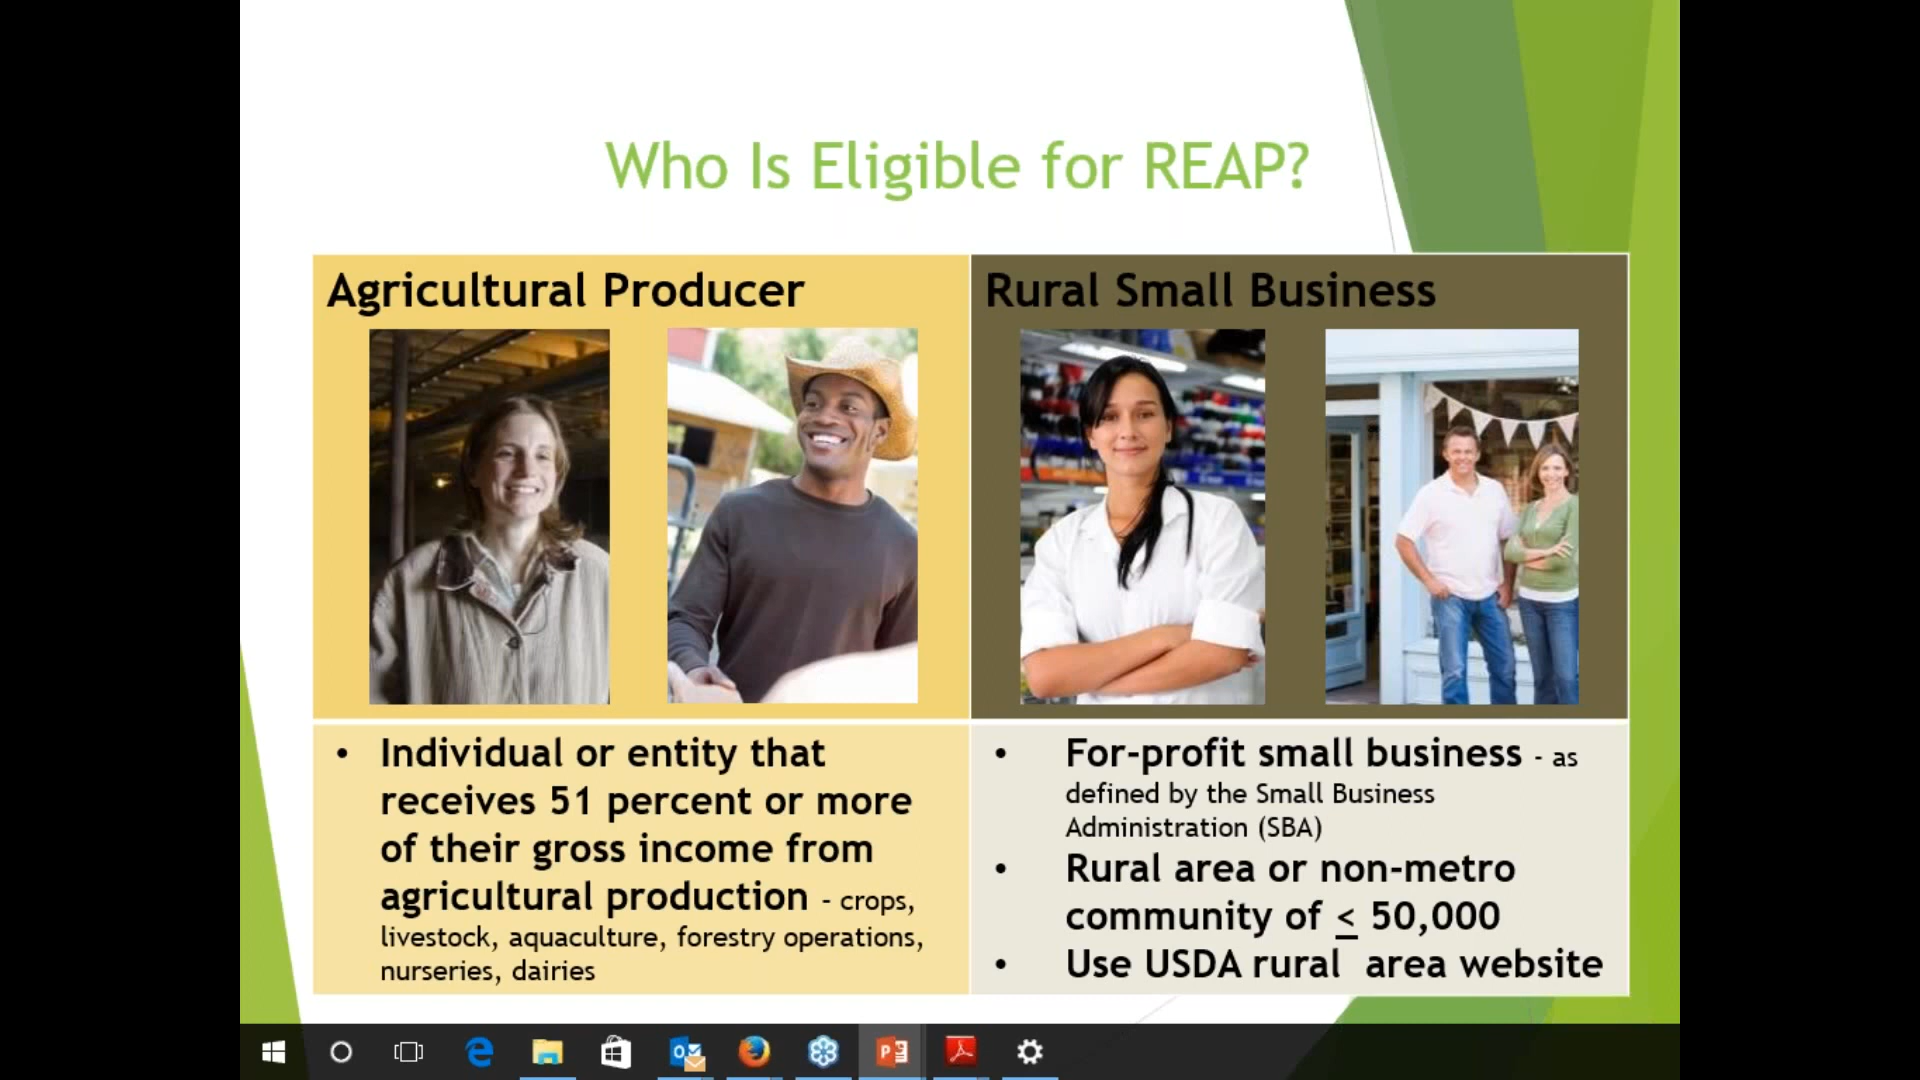 Who Is Eligible for REAP?
Agricultural Producer
Rural Small Business
• Individual or entity that
receives 51 percent or more
of their gross income from
agricultural production - crops,
livestock, aquaculture, forestry operations,
nurseries, dairies
• For-profit small business - as
defined by the Small Business
Administration (SBA)
• Rural area or non-metro
community of < 50,000
• Use USDA rural  area website